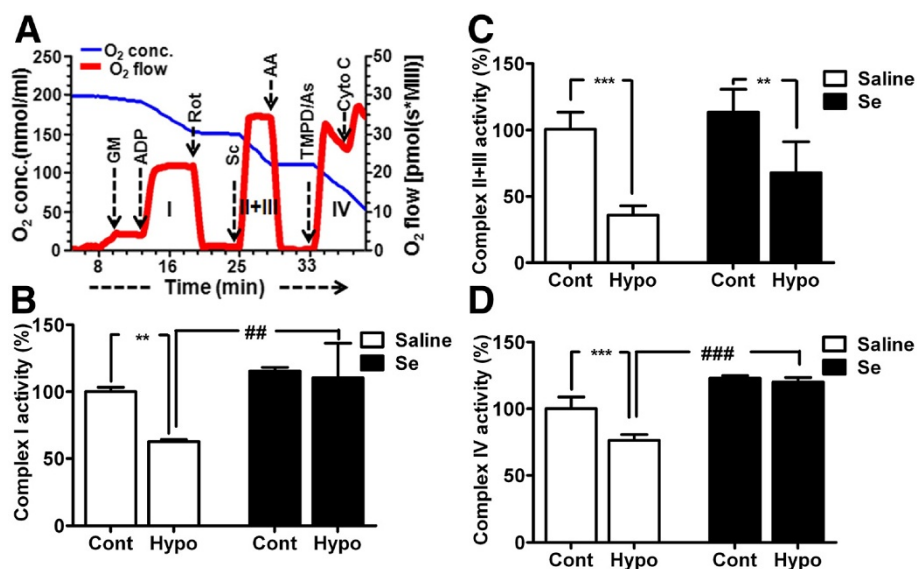 A
O2 conc.
O2 flow
O2 conc.(nmol/ml)
250
200
150
100
50
0
GM
ADP
Rot
Sc
AA
TMPD/As
Cyto C
I
II+III
IV
50
40
30
20
10
0
O2 flow [pmol(s*Mill)]
8
16
25
33
Time (min)
B
Complex I activity (%)
150
100
50
0
**
##
Saline
Se
Cont
Hypo
Cont
Hypo
C
Complex II+III activity (%)
150
100
50
0
***
**
Saline
Se
Cont
Hypo
Cont
Hypo
D
Complex IV activity (%)
150
100
50
0
***
###
Saline
Se
Cont
Hypo
Cont
Hypo